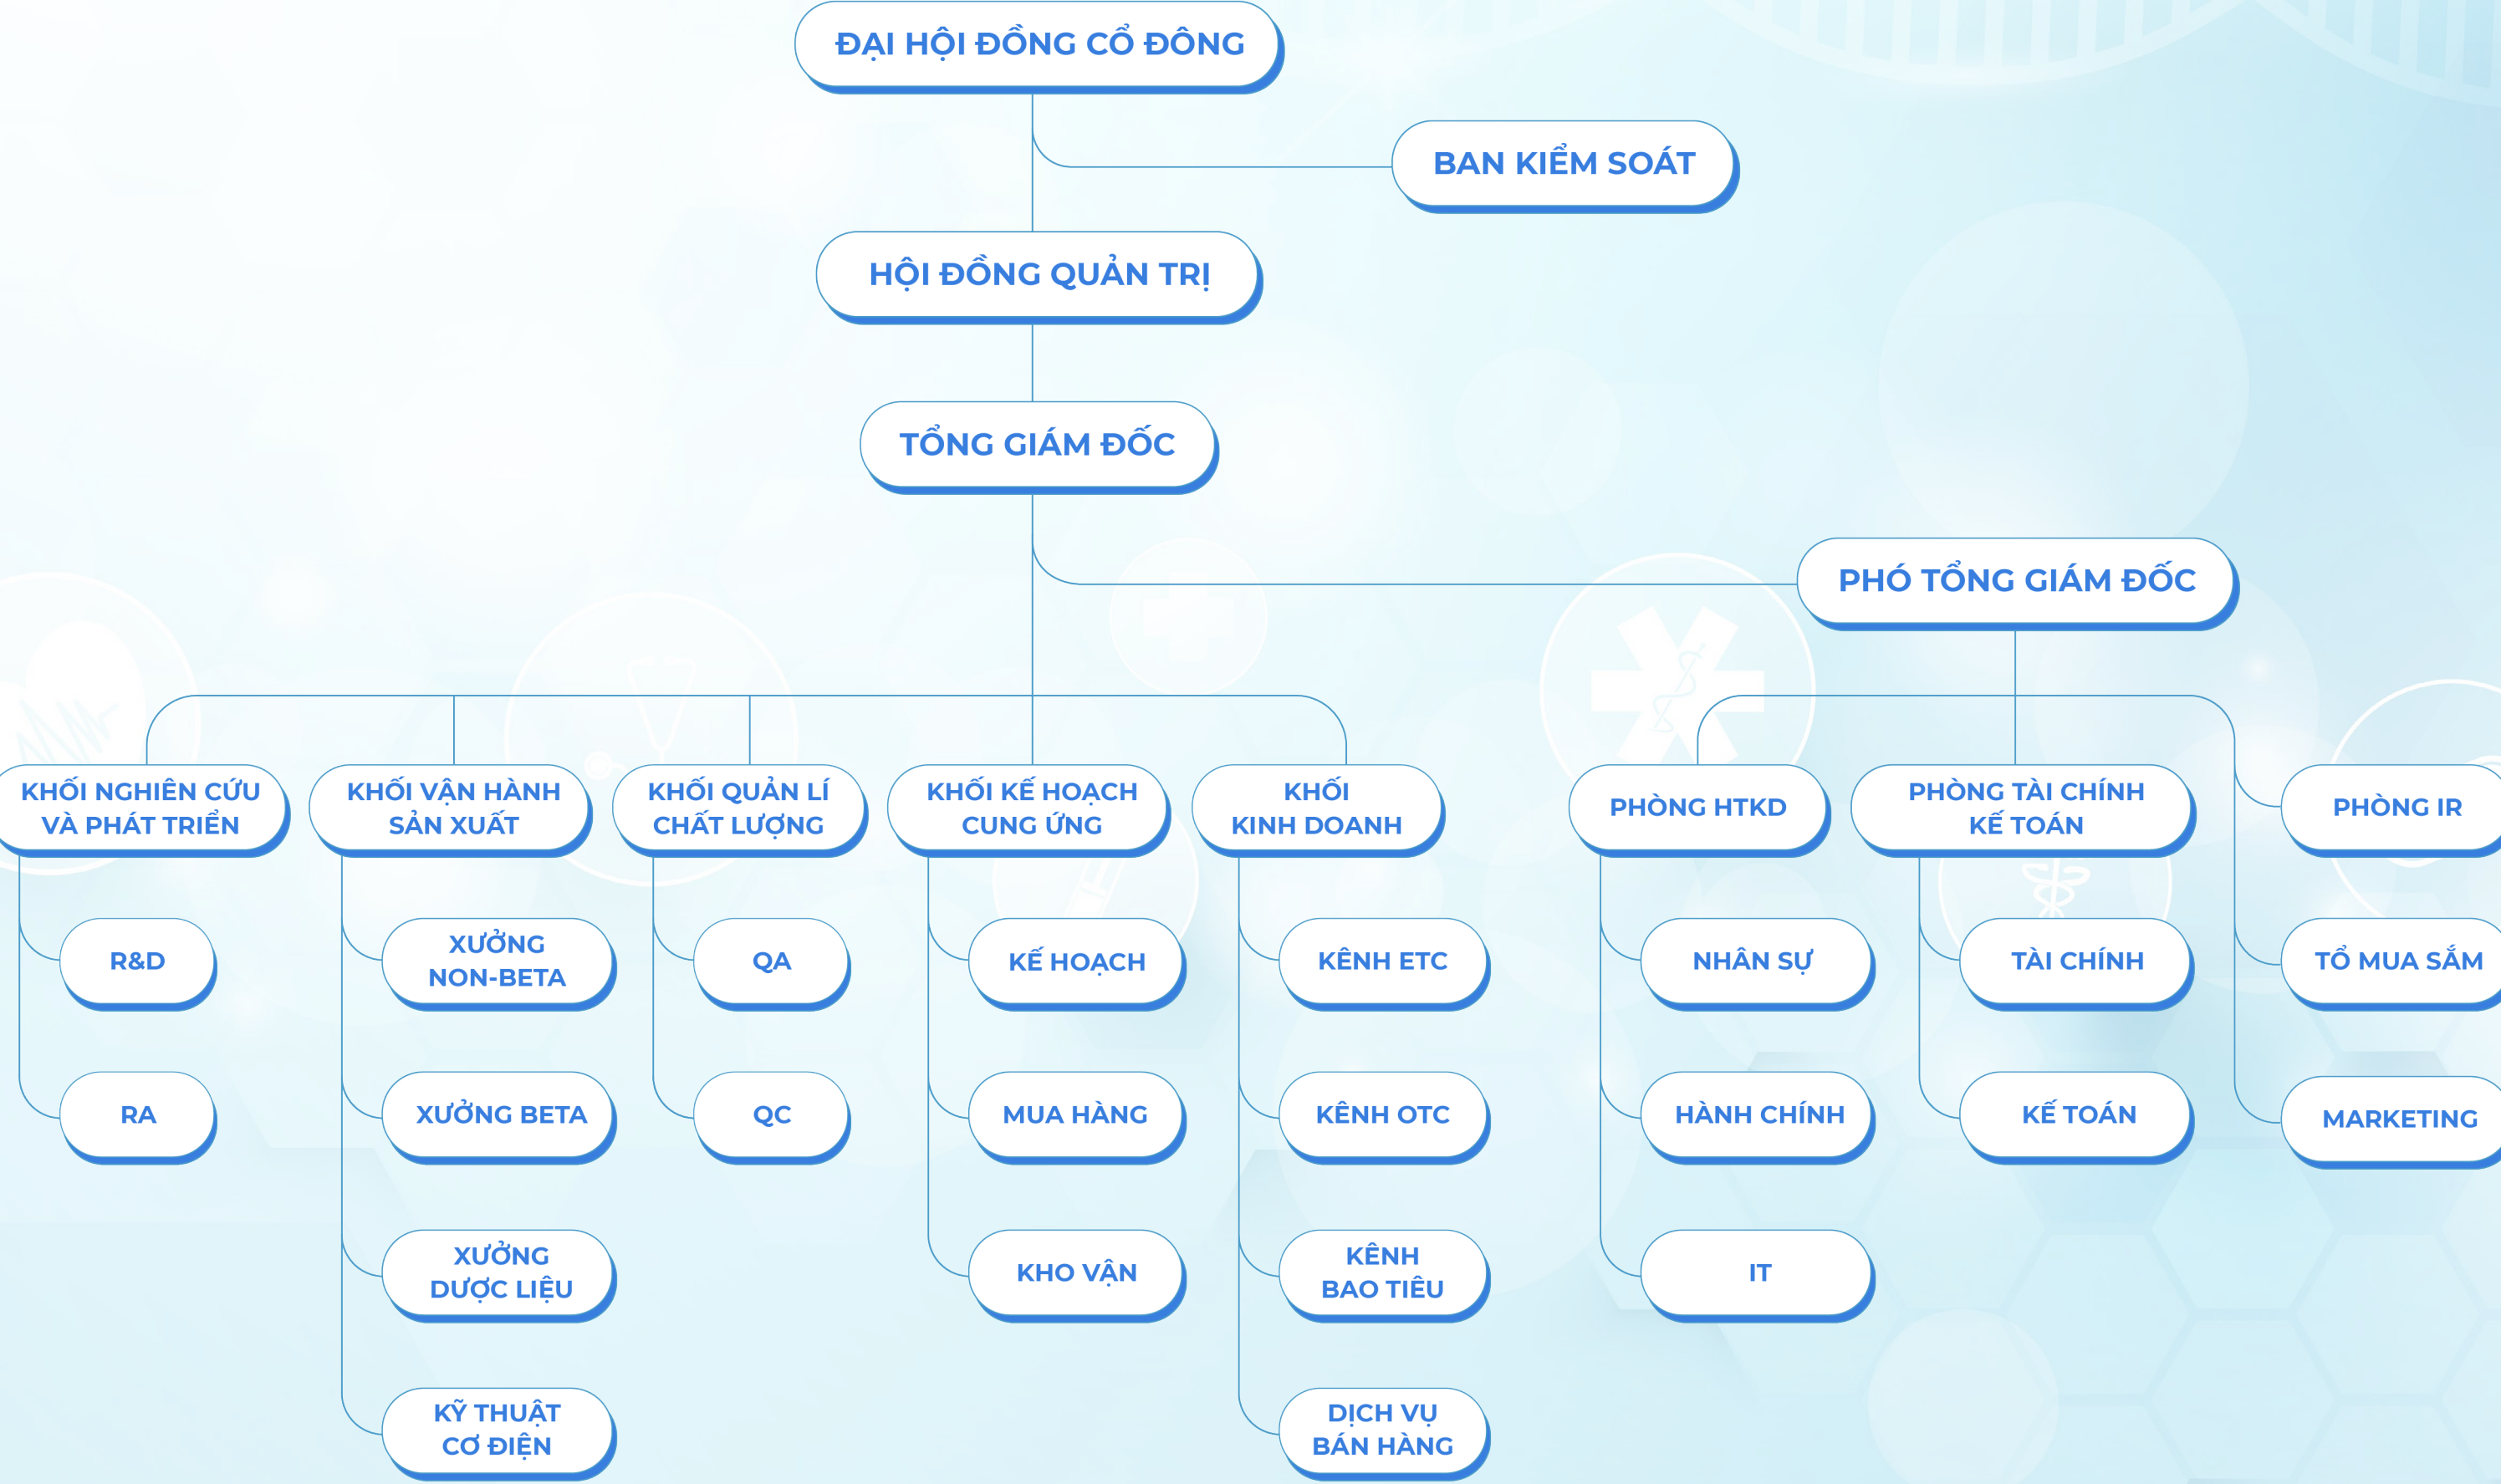 ĐẠI HỘI ĐỒNG CỔ ĐÔNG
BAN KIỂM SOÁT
HỘI ĐỒNG QUẢN TRỊ
TỔNG GIÁM ĐỐC
PHÓ TỔNG GIÁM ĐỐC
KHỐI NGHIÊN CỨU
VÀ PHÁT TRIỂN
KHỐI VẬN HÀNH
SẢN XUẤT
KHỐI QUẢN LÍ
CHẤT LƯỢNG
KHỐI KẾ HOẠCH
CUNG ỨNG
KHỐI
KINH DOANH
PHÒNG HTKD
PHÒNG TÀI CHÍNH
KẾ TOÁN
PHÒNG IR
R&D
XƯỞNG
NON-BETA
QA
KẾ HOẠCH
KÊNH ETC
NHÂN SỰ
TÀI CHÍNH
TỔ MUA SẮM
RA
XƯỞNG BETA
QC
MUA HÀNG
KÊNH OTC
HÀNH CHÍNH
KẾ TOÁN
MARKETING
XƯỞNG
DƯỢC LIỆU
KHO VẬN
KÊNH
BAO TIÊU
IT
KỸ THUẬT
CƠ ĐIỆN
DỊCH VỤ
BÁN HÀNG